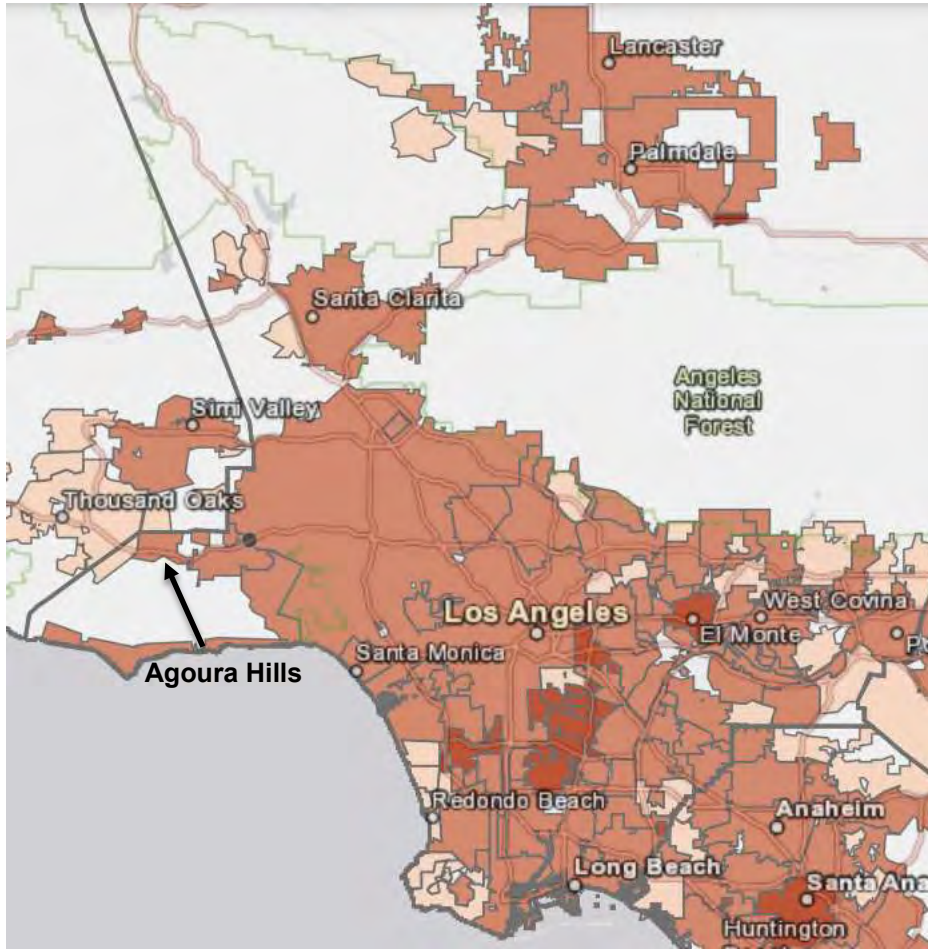 Lancaster
Palmdale
Santa Clarita
Angeles
National
Forest
Simi Valley
Thousand Oaks
Los Angeles
West Covina
El Monte
Po
Agoura Hills
Santa Monica
Redondo Beach
Anaheim
Long Beach
Santa Ana
Huntington